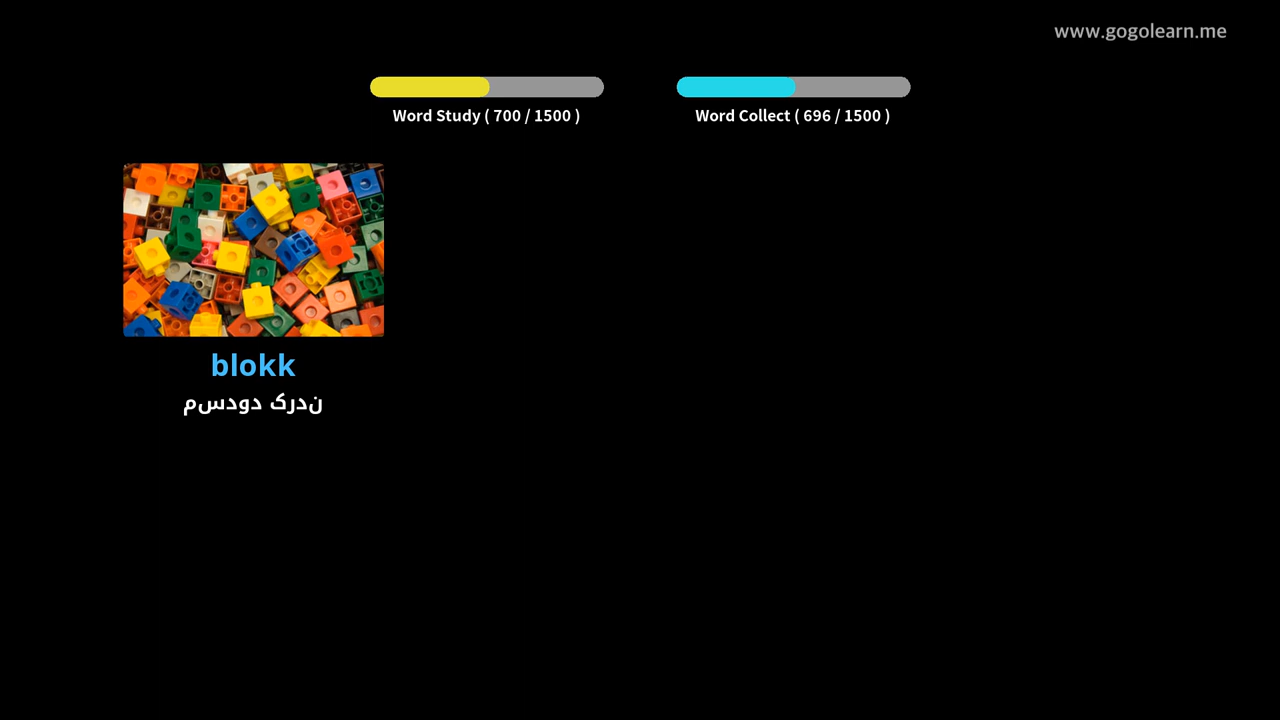 www.gogolearn.me
Word Study ( 700 / 1500 )
Word Collect ( 696 / 1500 )
blokk
ندرک دودسم